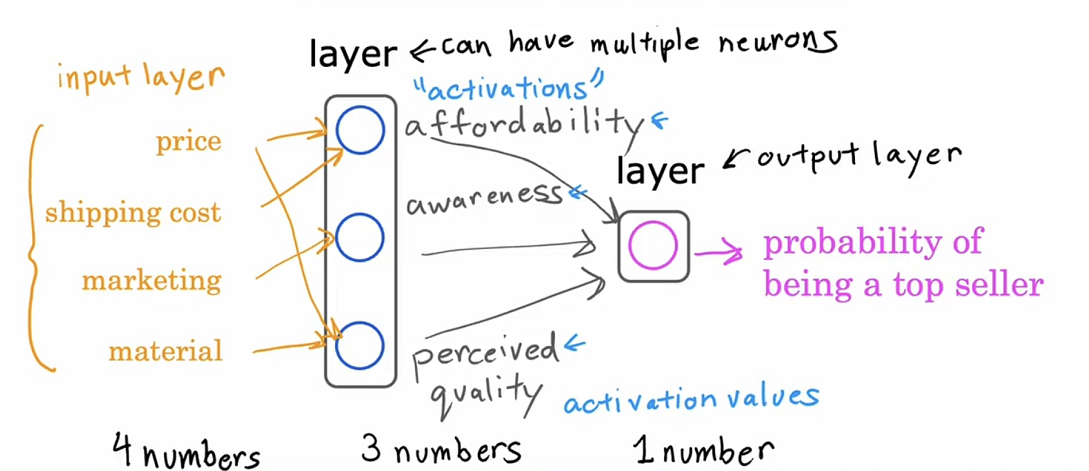 layer ← can have multiple neurons
input layer
"activations"
price
affordability
layer
output layer
shipping cost
awareness
marketing
probability of
being a top seller
material
perceived
quality
activation values
4 numbers
3 numbers
1 number